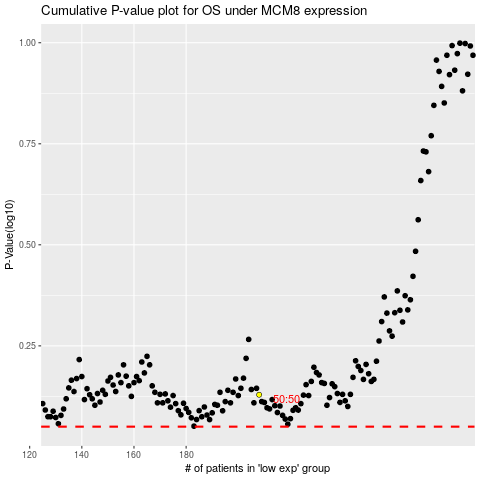 Cumulative P-value plot for OS under MCM8 expression
P-Value(log10)
1.00
0.75
0.50
0.25
50:50
120 140 160 180
# of patients in 'low exp' group